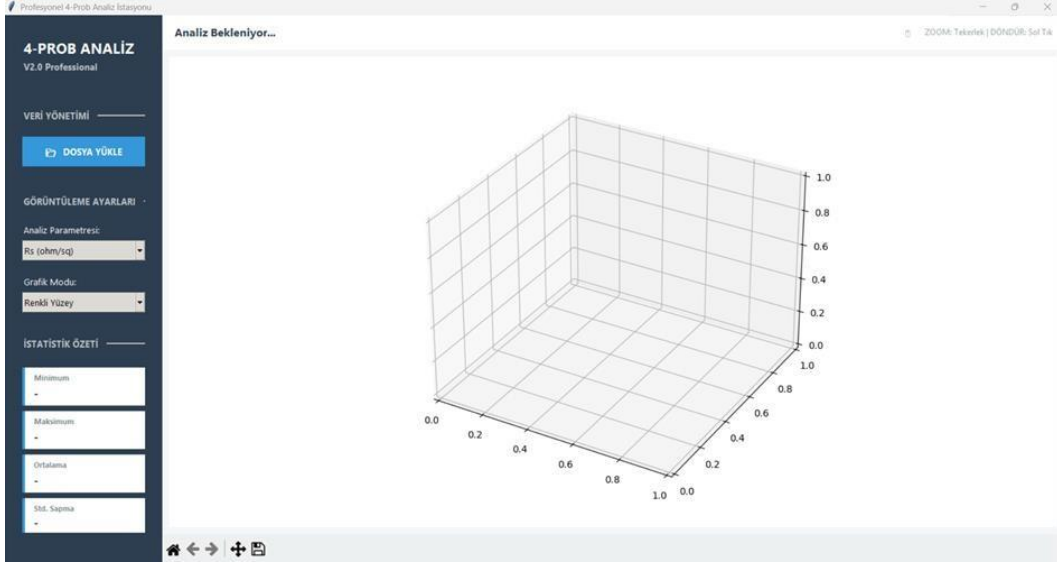 Profesyonel 4-Prob Analiz İstasyonu
4-PROB ANALİZ
V2.0 Professional
VERİ YÖNETİMİ
DOSYA YÜKLE
GÖRÜNTÜLEME AYARLARI
Analiz Parametresi:
Rs (ohm/sq)
Grafik Modu:
Renkli Yüzey
İSTATİSTİK ÖZETİ
Minimum
-
Maksimum
-
Ortalama
-
Std. Sapma
-
Analiz Bekleniyor...
ZOOM: Tekerlek | DÖNDÜR: Sol Tık
1.0
0.8
0.6
0.4
0.2
0.0
1.0
0.8
0.6
0.4
0.2
0.0
0.0
0.2
0.4
0.6
0.8
1.0